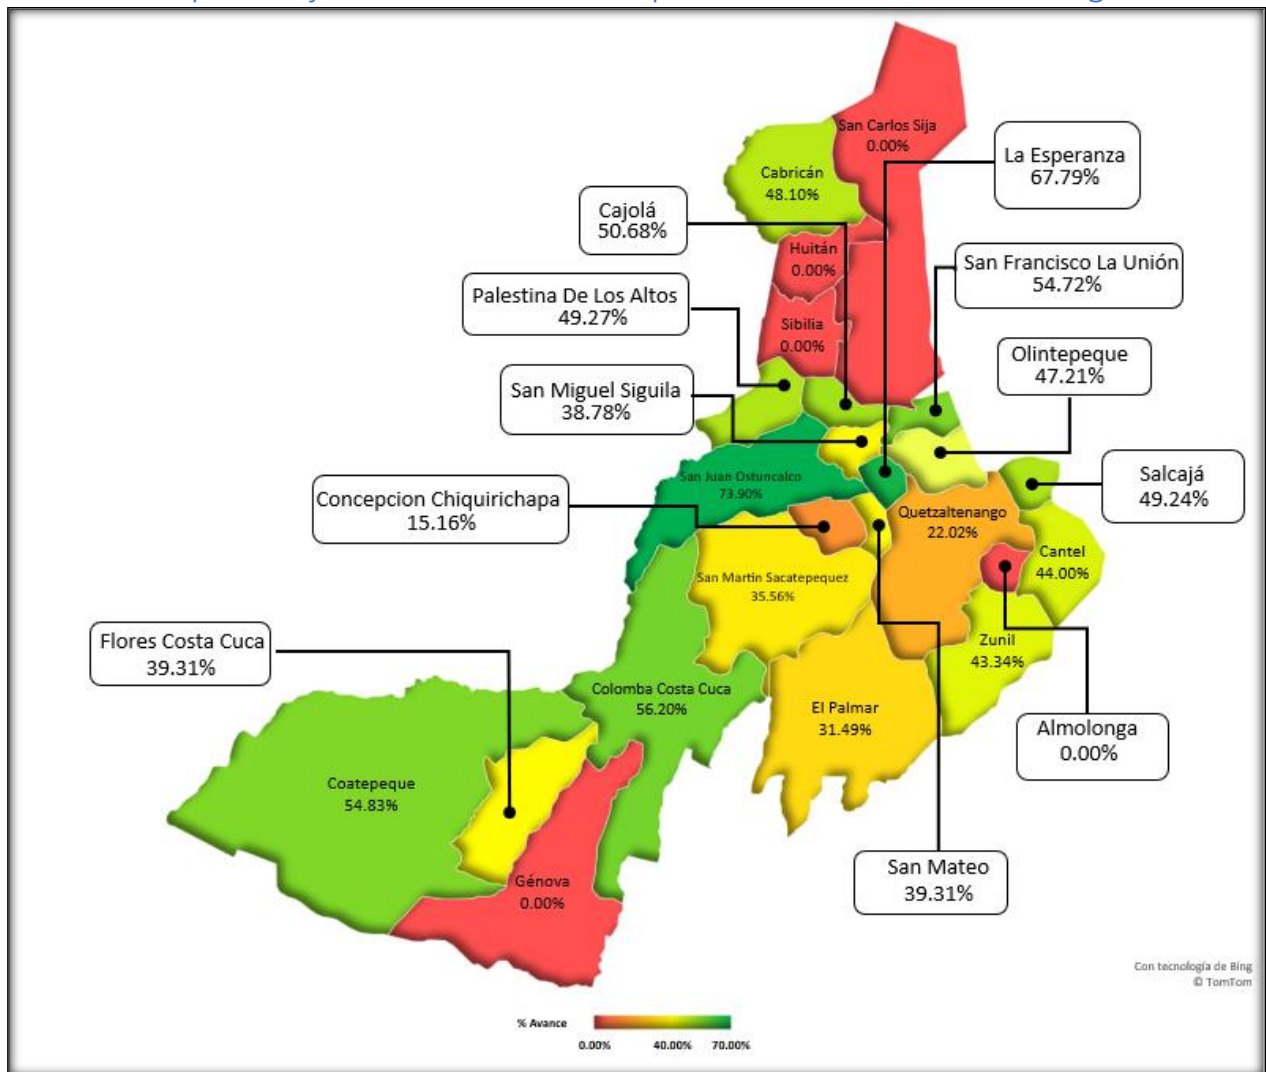 San Carlos Sija
0.00%
La Esperanza
67.79%
Cabricán
48.10%
Cajolá
50.68%
Huitán
0.00%
San Francisco La Unión
54.72%
Palestina De Los Altos
49.27%
Sibilia
0.00%
Olintepeque
47.21%
San Miguel Siguila
38.78%
San Juan Ostuncalco
73.90%
Salcajá
49.24%
Concepcion Chiquirichapa
15.16%
Quetzaltenango
22.02%
Cantel
44.00%
San Martin Sacatepequez
35.56%
Flores Costa Cuca
39.31%
Zunil
43.34%
Colomba Costa Cuca
56.20%
El Palmar
31.49%
Almolonga
0.00%
Coatepeque
54.83%
San Mateo
39.31%
Génova
0.00%
Con tecnología de Bing
© TomTom
% Avance
0.00% 40.00% 70.00%